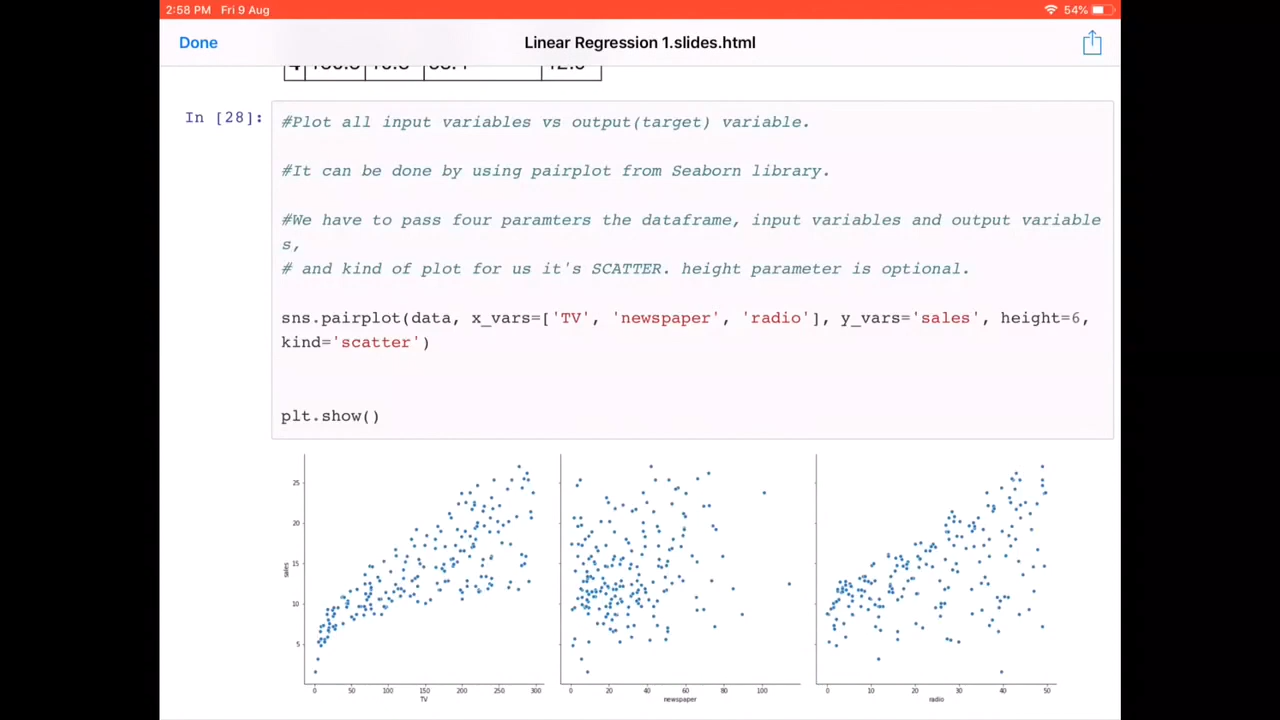 2:58 PM Fri 9 Aug 54%
Done Linear Regression 1.slides.html
In [28]: #Plot all input variables vs output(target) variable.
#It can be done by using pairplot from Seaborn library.
#We have to pass four paramters the dataframe, input variables and output variable
s,
# and kind of plot for us it's SCATTER. height parameter is optional.
sns.pairplot(data, x_vars=['TV', 'newspaper', 'radio'], y_vars='sales', height=6,
kind='scatter')
plt.show()
25
20
15
10
5
sales
0 50 100 150 200 250 300
TV
0 20 40 60 80 100
newspaper
0 10 20 30 40 50
radio